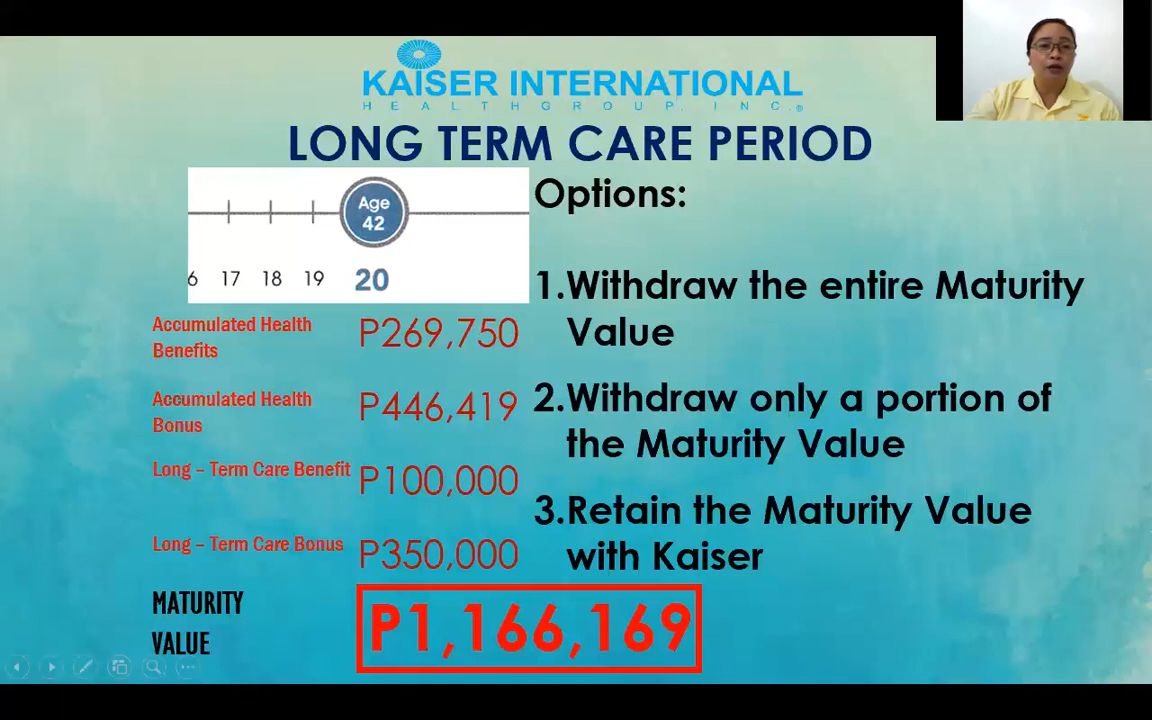 KAISER INTERNATIONAL
HEALTHGROUP, INC.®
LONG TERM CARE PERIOD
Age
42
6 17 18 19 20
Options:
1.Withdraw the entire Maturity
Value
2.Withdraw only a portion of
the Maturity Value
3.Retain the Maturity Value
with Kaiser
Accumulated Health
Benefits
P269,750
Accumulated Health
Bonus
P446,419
Long – Term Care Benefit
P100,000
Long – Term Care Bonus
P350,000
MATURITY
VALUE
P1,166,169